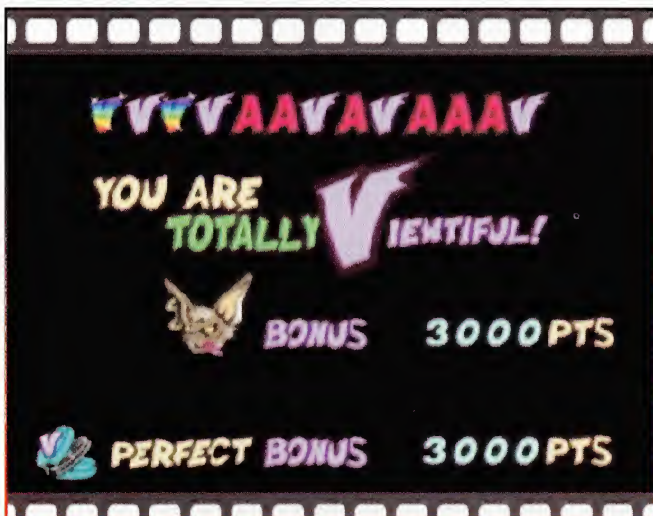 VVVVAAVAVAAAV
YOU ARE
TOTALLY VIEWTIFUL!
BONUS 3000PTS
V PERFECT BONUS 3000PTS